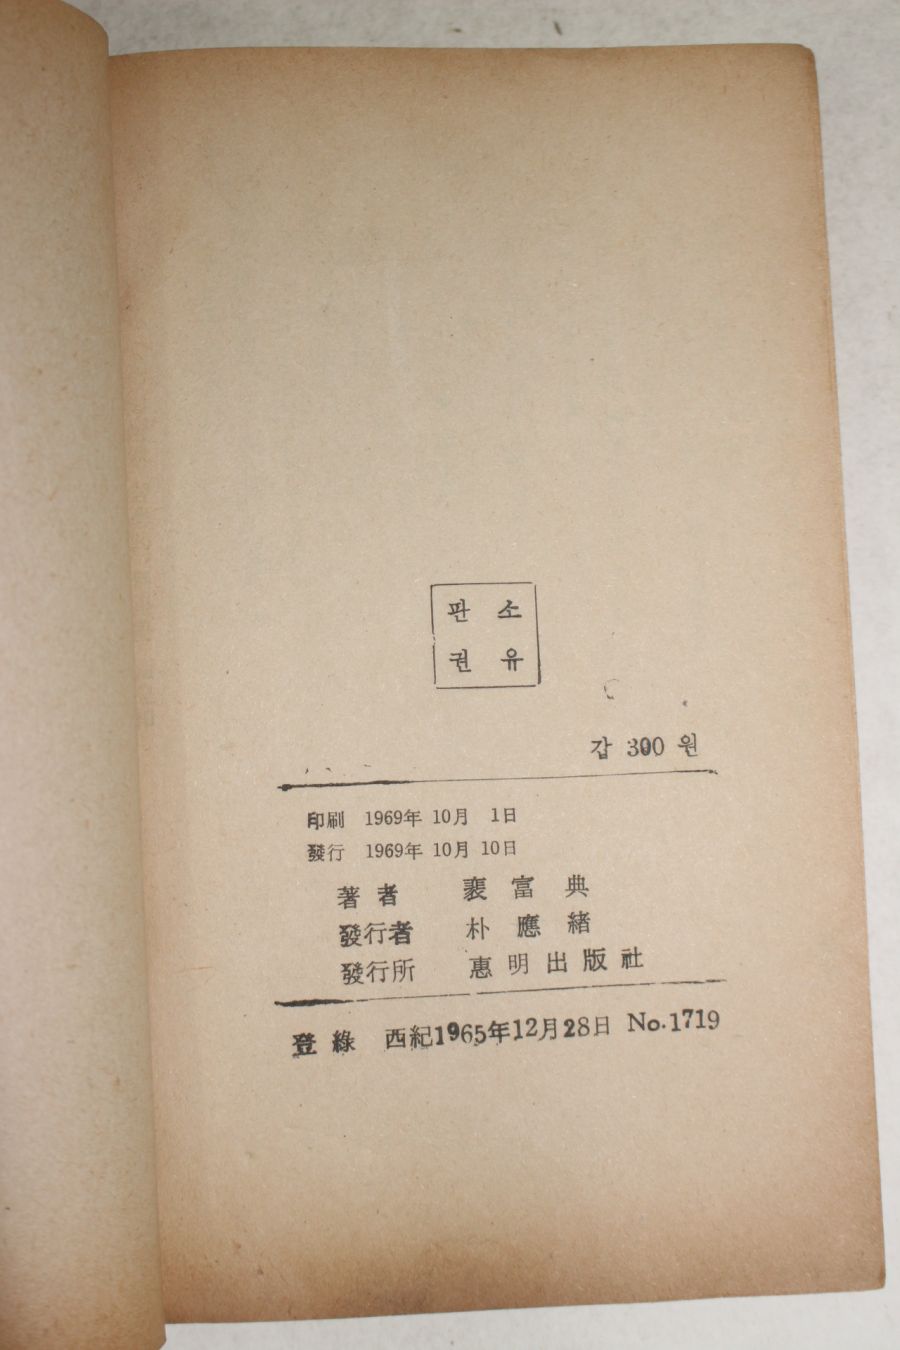 판 소
권 유
갑 300 원
印刷 1969年 10月 1日
發行 1969年 10月 10日
著者 裵富典
發行者 朴應緖
發行所 惠明出版社
登綠 西紀1965年12月28日 No.1719